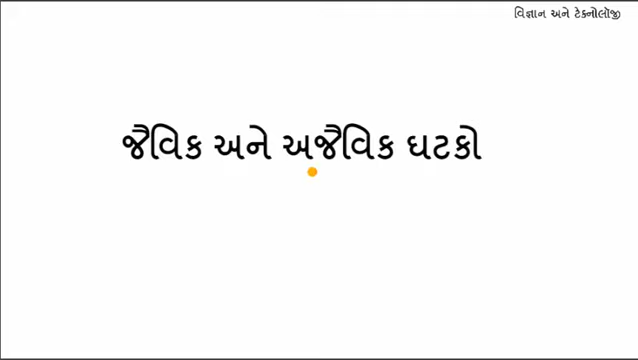 વિજ્ઞાન અને ટેક્નોલૉજી
જૈવિક અને અજૈવિક ઘટકો